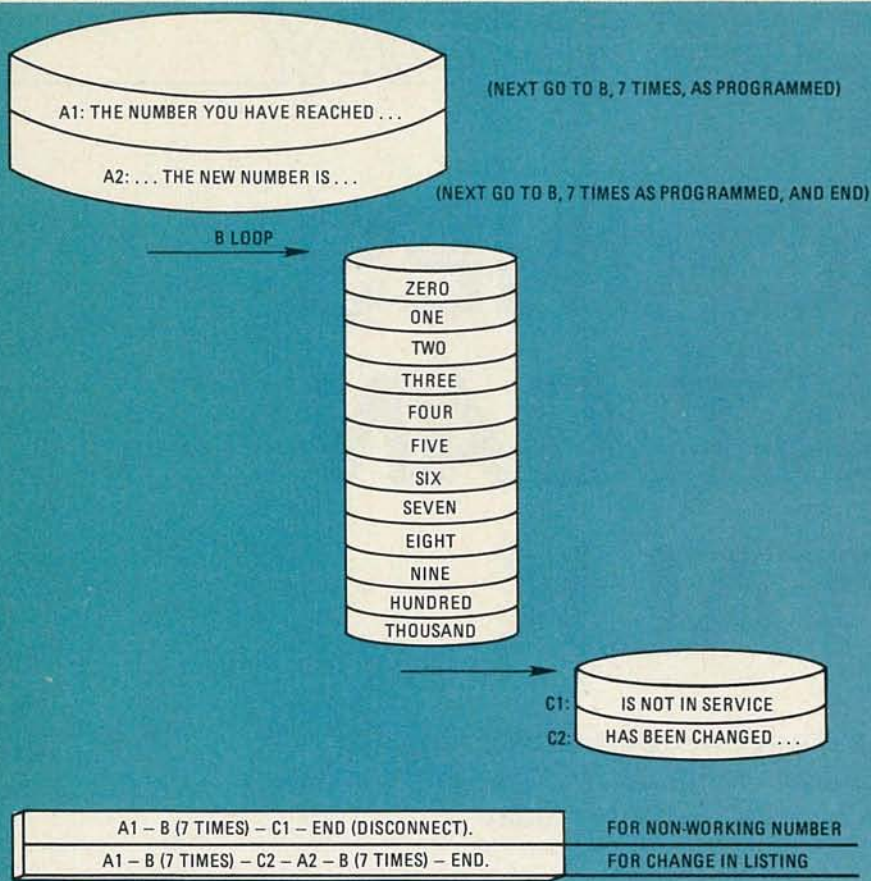 (NEXT GO TO B, 7 TIMES, AS PROGRAMMED)
A1: THE NUMBER YOU HAVE REACHED . . .
A2: . . . THE NEW NUMBER IS . . .
(NEXT GO TO B, 7 TIMES AS PROGRAMMED, AND END)
B LOOP
ZERO
ONE
TWO
THREE
FOUR
FIVE
SIX
SEVEN
EIGHT
NINE
HUNDRED
THOUSAND
C1: IS NOT IN SERVICE
C2: HAS BEEN CHANGED . . .
A1 – B (7 TIMES) – C1 – END (DISCONNECT). FOR NON-WORKING NUMBER
A1 – B (7 TIMES) – C2 – A2 – B (7 TIMES) – END. FOR CHANGE IN LISTING